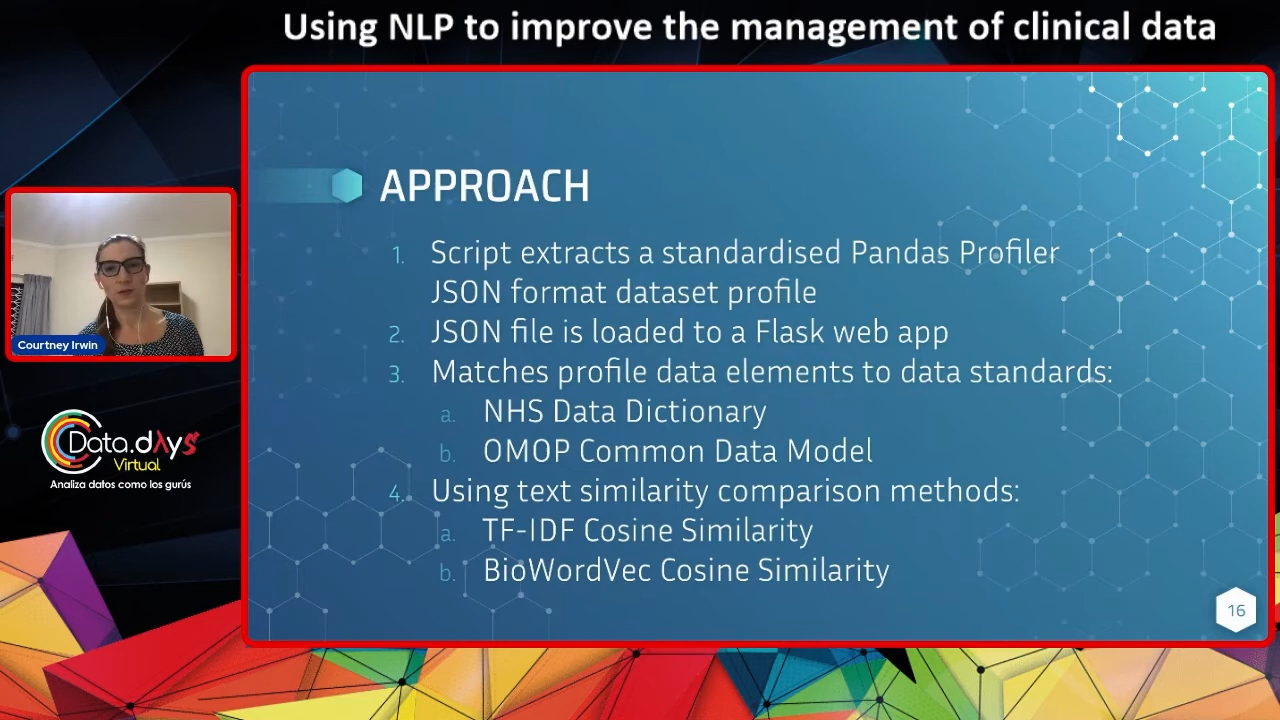 Using NLP to improve the management of clinical data
APPROACH
1. Script extracts a standardised Pandas Profiler
JSON format dataset profile
2. JSON file is loaded to a Flask web app
3. Matches profile data elements to data standards:
a. NHS Data Dictionary
b. OMOP Common Data Model
4. Using text similarity comparison methods:
a. TF-IDF Cosine Similarity
b. BioWordVec Cosine Similarity
16
Courtney Irwin
Data.dλys
Virtual
Analiza datos como los gurús